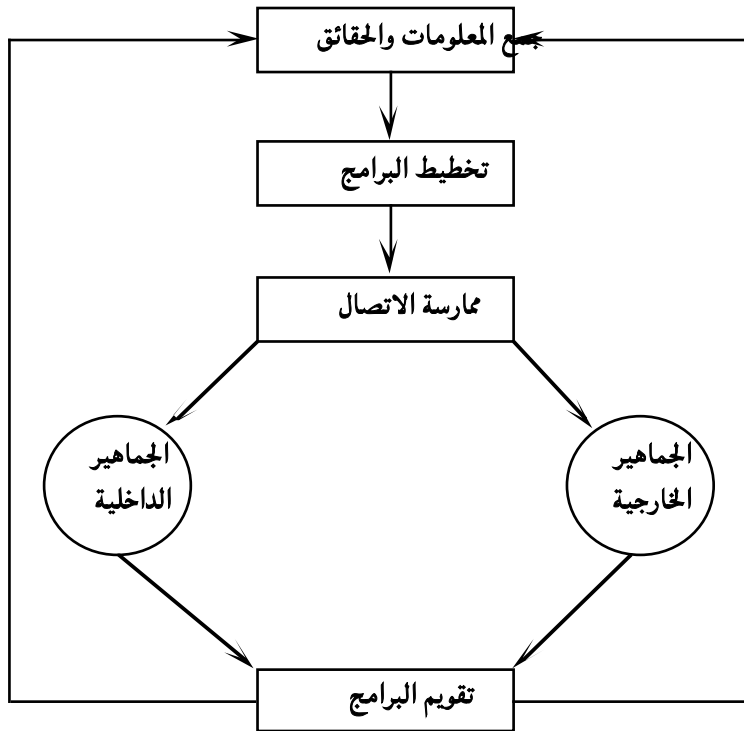 جمع المعلومات والحقائق
تخطيط البرامج
ممارسة الاتصال
الجماهير
الخارجية
الجماهير
الداخلية
تقويم البرامج